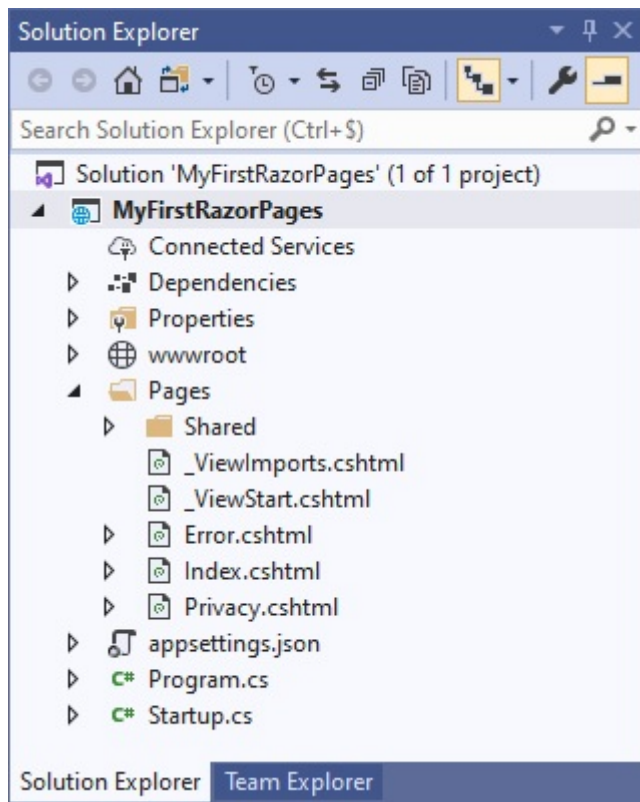 Solution Explorer
Search Solution Explorer (Ctrl+$)
Solution 'MyFirstRazorPages' (1 of 1 project)
MyFirstRazorPages
Connected Services
Dependencies
Properties
wwwroot
Pages
Shared
_ViewImports.cshtml
_ViewStart.cshtml
Error.cshtml
Index.cshtml
Privacy.cshtml
appsettings.json
C# Program.cs
C# Startup.cs
Solution Explorer Team Explorer